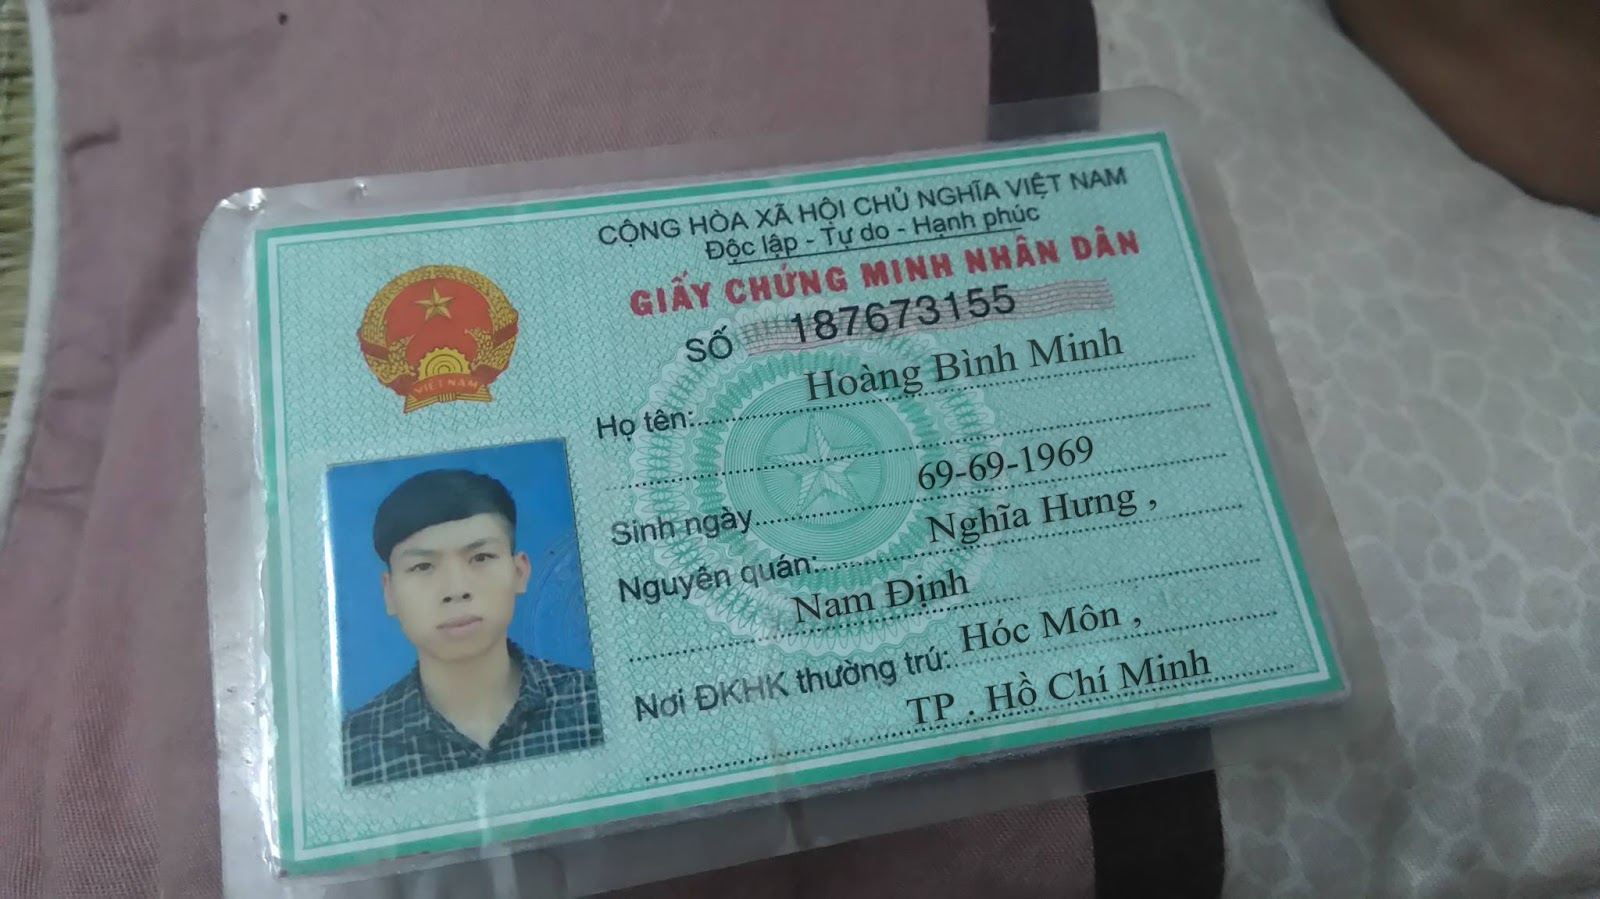 CỘNG HÒA XÃ HỘI CHỦ NGHĨA VIỆT NAM
Độc lập - Tự do - Hạnh phúc
GIẤY CHỨNG MINH NHÂN DÂN
SỐ 187673155
VIỆT NAM
Họ tên: Hoàng Bình Minh
Sinh ngày 69-69-1969
Nguyên quán: Nghĩa Hưng ,
Nam Định
Nơi ĐKHK thường trú: Hóc Môn ,
TP . Hồ Chí Minh